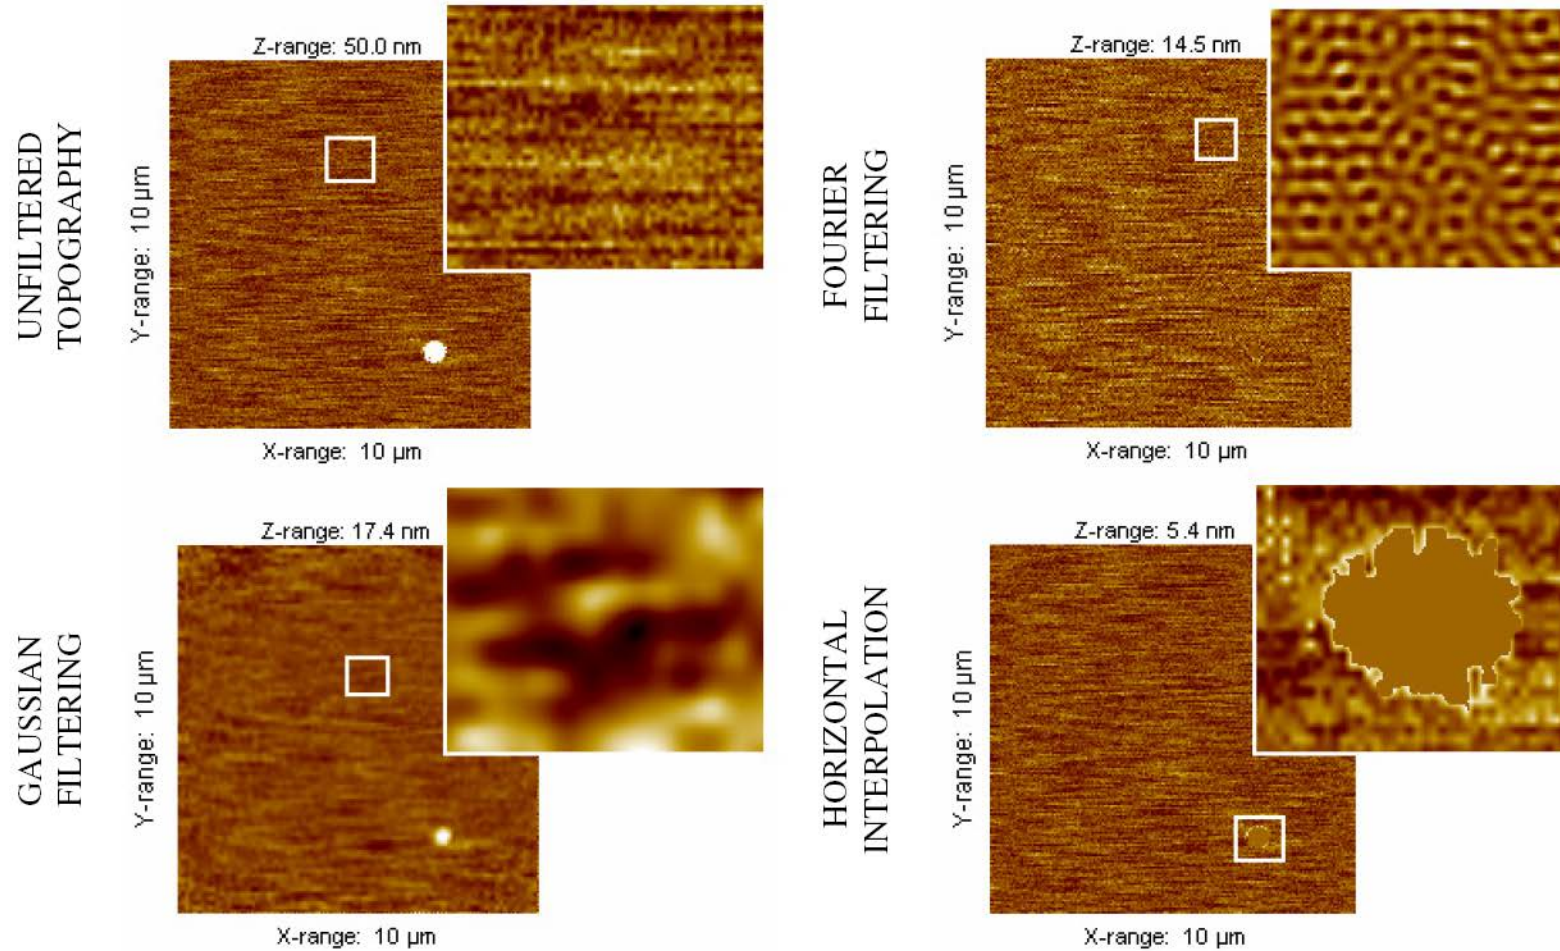 UNFILTERED
TOPOGRAPHY
Z-range: 50.0 nm
Y-range: 10 µm
X-range: 10 µm
FOURIER
FILTERING
Z-range: 14.5 nm
Y-range: 10 µm
X-range: 10 µm
GAUSSIAN
FILTERING
Z-range: 17.4 nm
Y-range: 10 µm
X-range: 10 µm
HORIZONTAL
INTERPOLATION
Z-range: 5.4 nm
Y-range: 10 µm
X-range: 10 µm